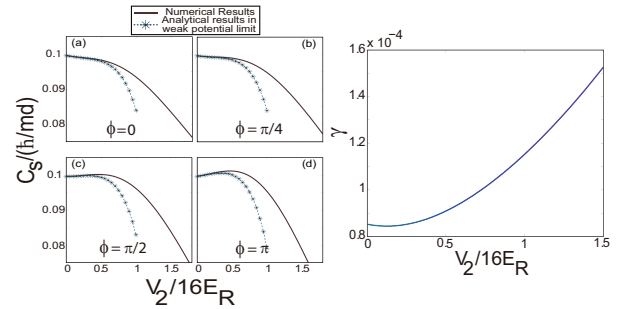 Numerical Results
Analytical results in
weak potential limit
(a)
(b)
0.1
0.09
0.08
ϕ=0
ϕ=π/4
(c)
(d)
0.1
0.09
0.08
ϕ=π/2
ϕ=π
0 0.5 1 1.5
0 0.5 1 1.5
C_S/(ħ/md)
V_2/16E_R
1.6 ×10^-4
1.4
1.2
1
0.8
γ
0 0.5 1 1.5
V_2/16E_R